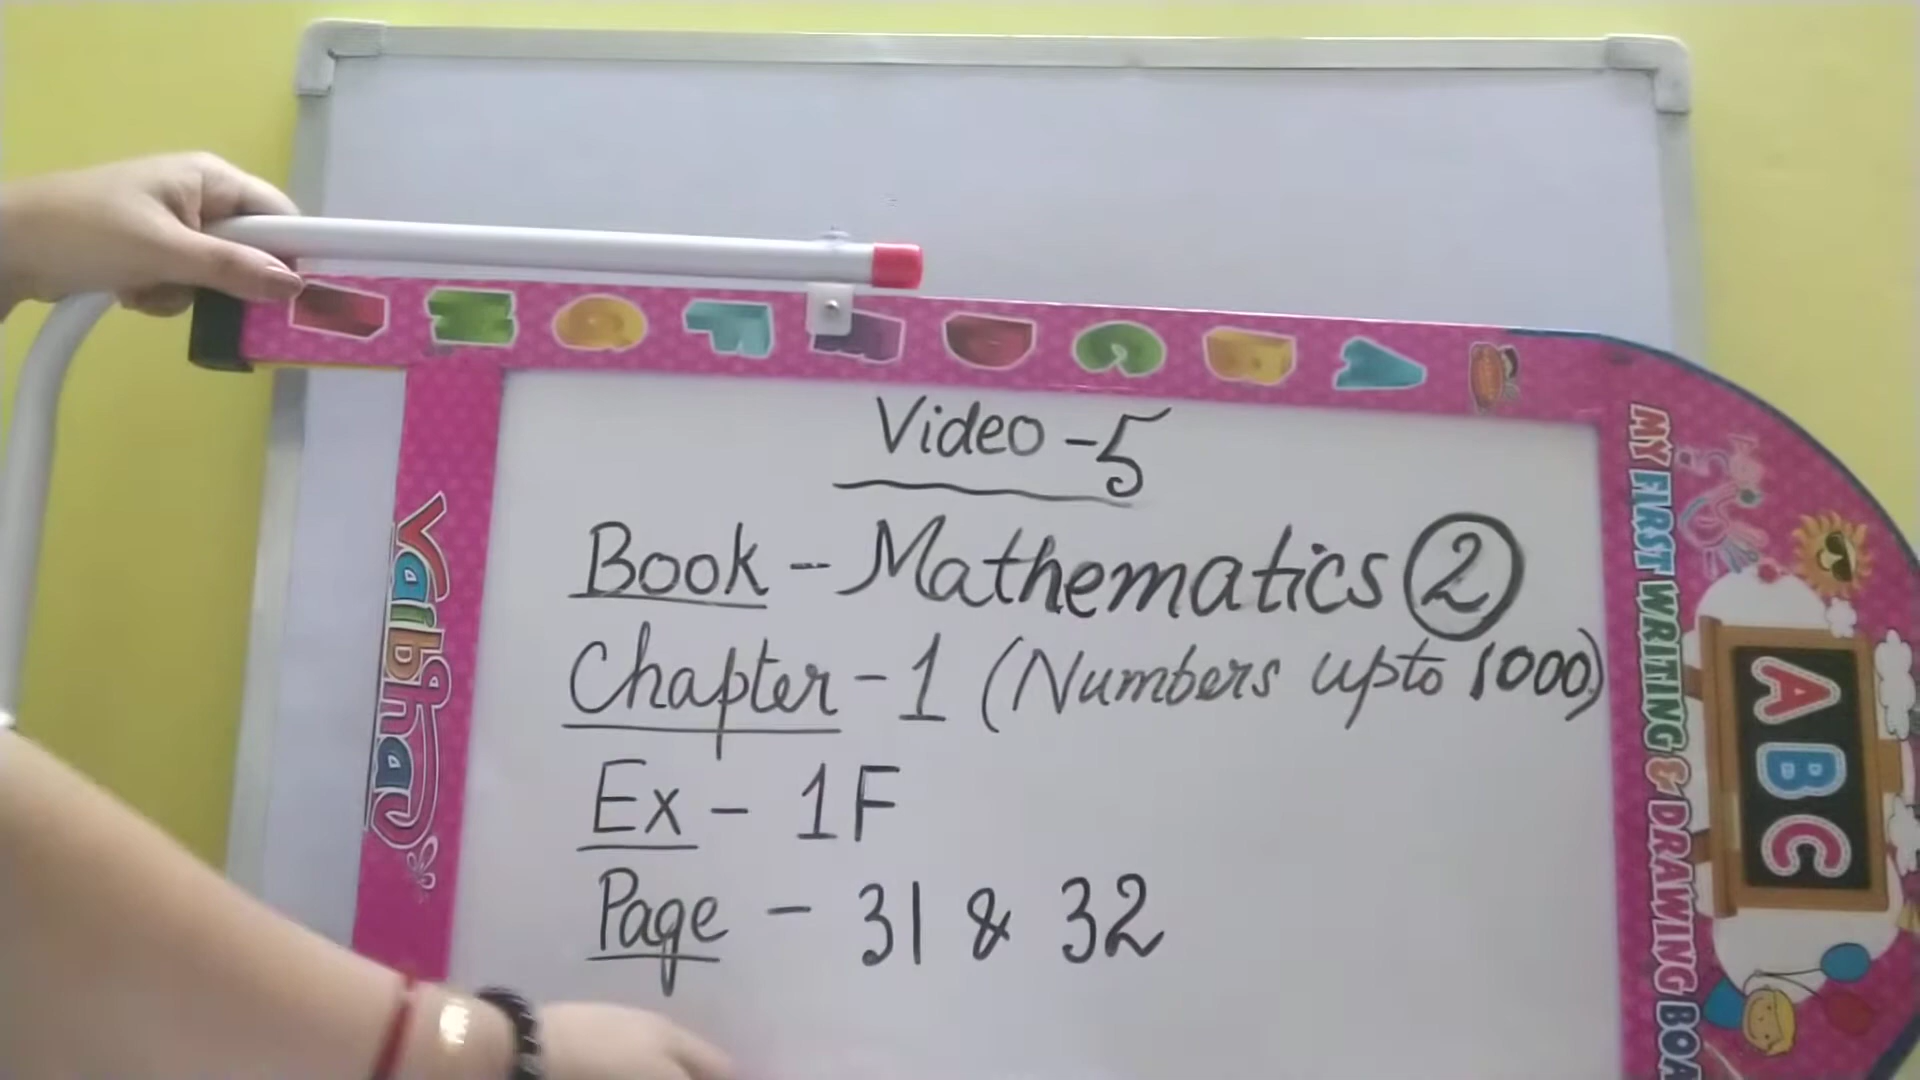 Video - 5
Book - Mathematics 2
Chapter - 1 (Numbers upto 1000)
Ex - 1F
Page - 31 & 32
Vaibhav
MY FIRST WRITING & DRAWING BOA
A B C